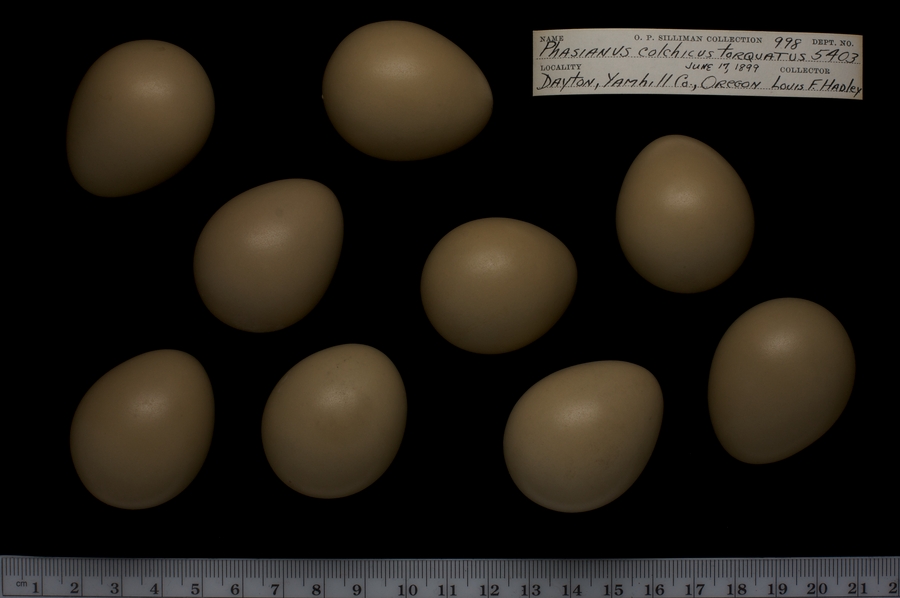 NAME O. P. SILLIMAN COLLECTION 998 DEPT. NO.
PHASIANUS colchicus torquatus 5403
LOCALITY JUNE 17, 1899 COLLECTOR
DAYTON, YAMHILL Co., OREGON LOUIS F. HADLEY
cm 1 2 3 4 5 6 7 8 9 10 11 12 13 14 15 16 17 18 19 20 21 2